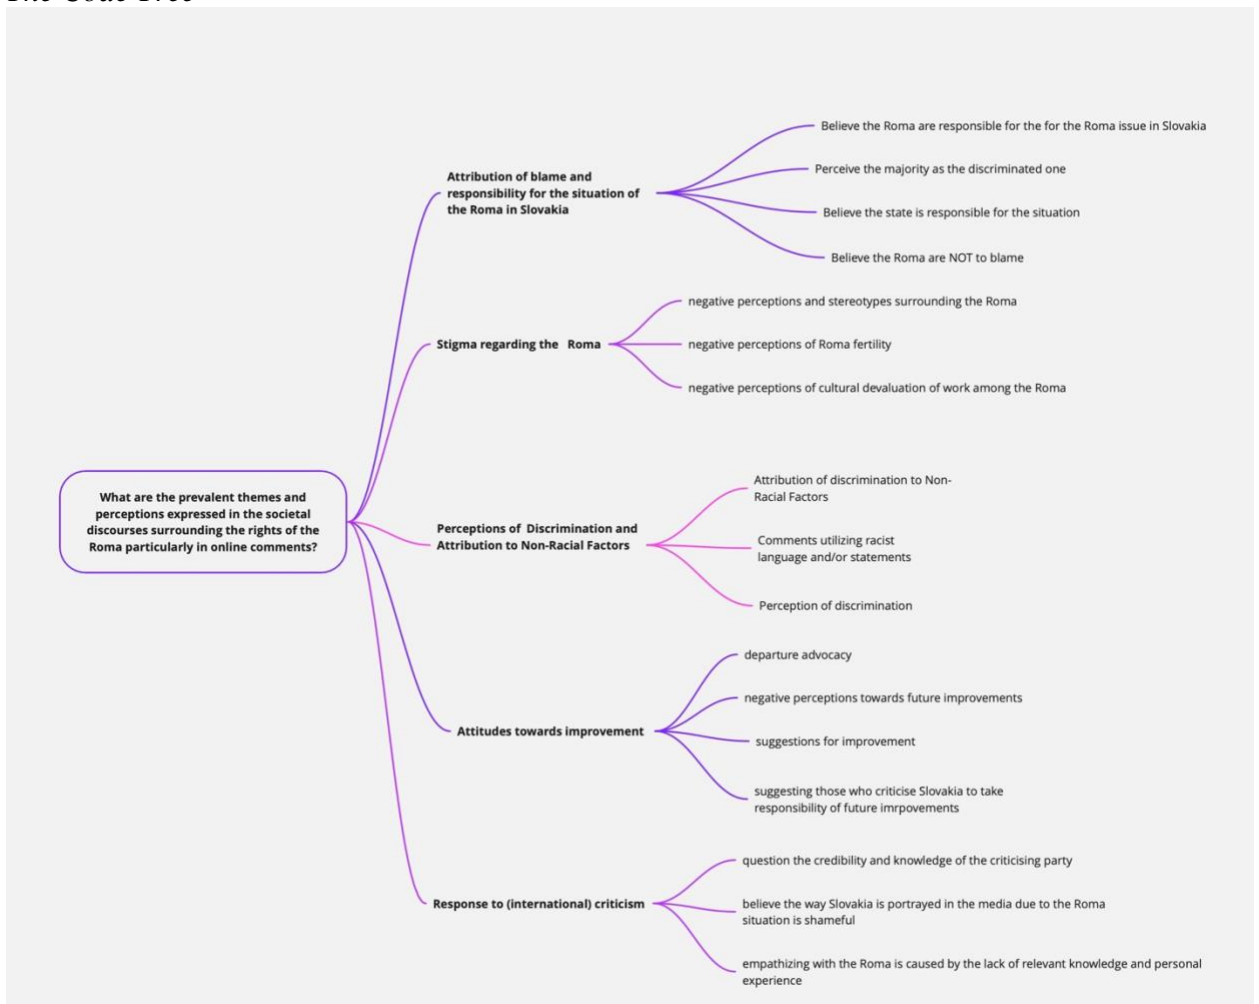 The Code Tree
Believe the Roma are responsible for the for the Roma issue in Slovakia
Attribution of blame and
responsibility for the situation of
the Roma in Slovakia
Perceive the majority as the discriminated one
Believe the state is responsible for the situation
Believe the Roma are NOT to blame
negative perceptions and stereotypes surrounding the Roma
Stigma regarding the Roma
negative perceptions of Roma fertility
negative perceptions of cultural devaluation of work among the Roma
What are the prevalent themes and
perceptions expressed in the societal
discourses surrounding the rights of the
Roma particularly in online comments?
Attribution of discrimination to Non-
Racial Factors
Perceptions of Discrimination and
Attribution to Non-Racial Factors
Comments utilizing racist
language and/or statements
Perception of discrimination
departure advocacy
negative perceptions towards future improvements
Attitudes towards improvement
suggestions for improvement
suggesting those who criticise Slovakia to take
responsibility of future imrpovements
question the credibility and knowledge of the criticising party
Response to (international) criticism
believe the way Slovakia is portrayed in the media due to the Roma
situation is shameful
empathizing with the Roma is caused by the lack of relevant knowledge and personal
experience